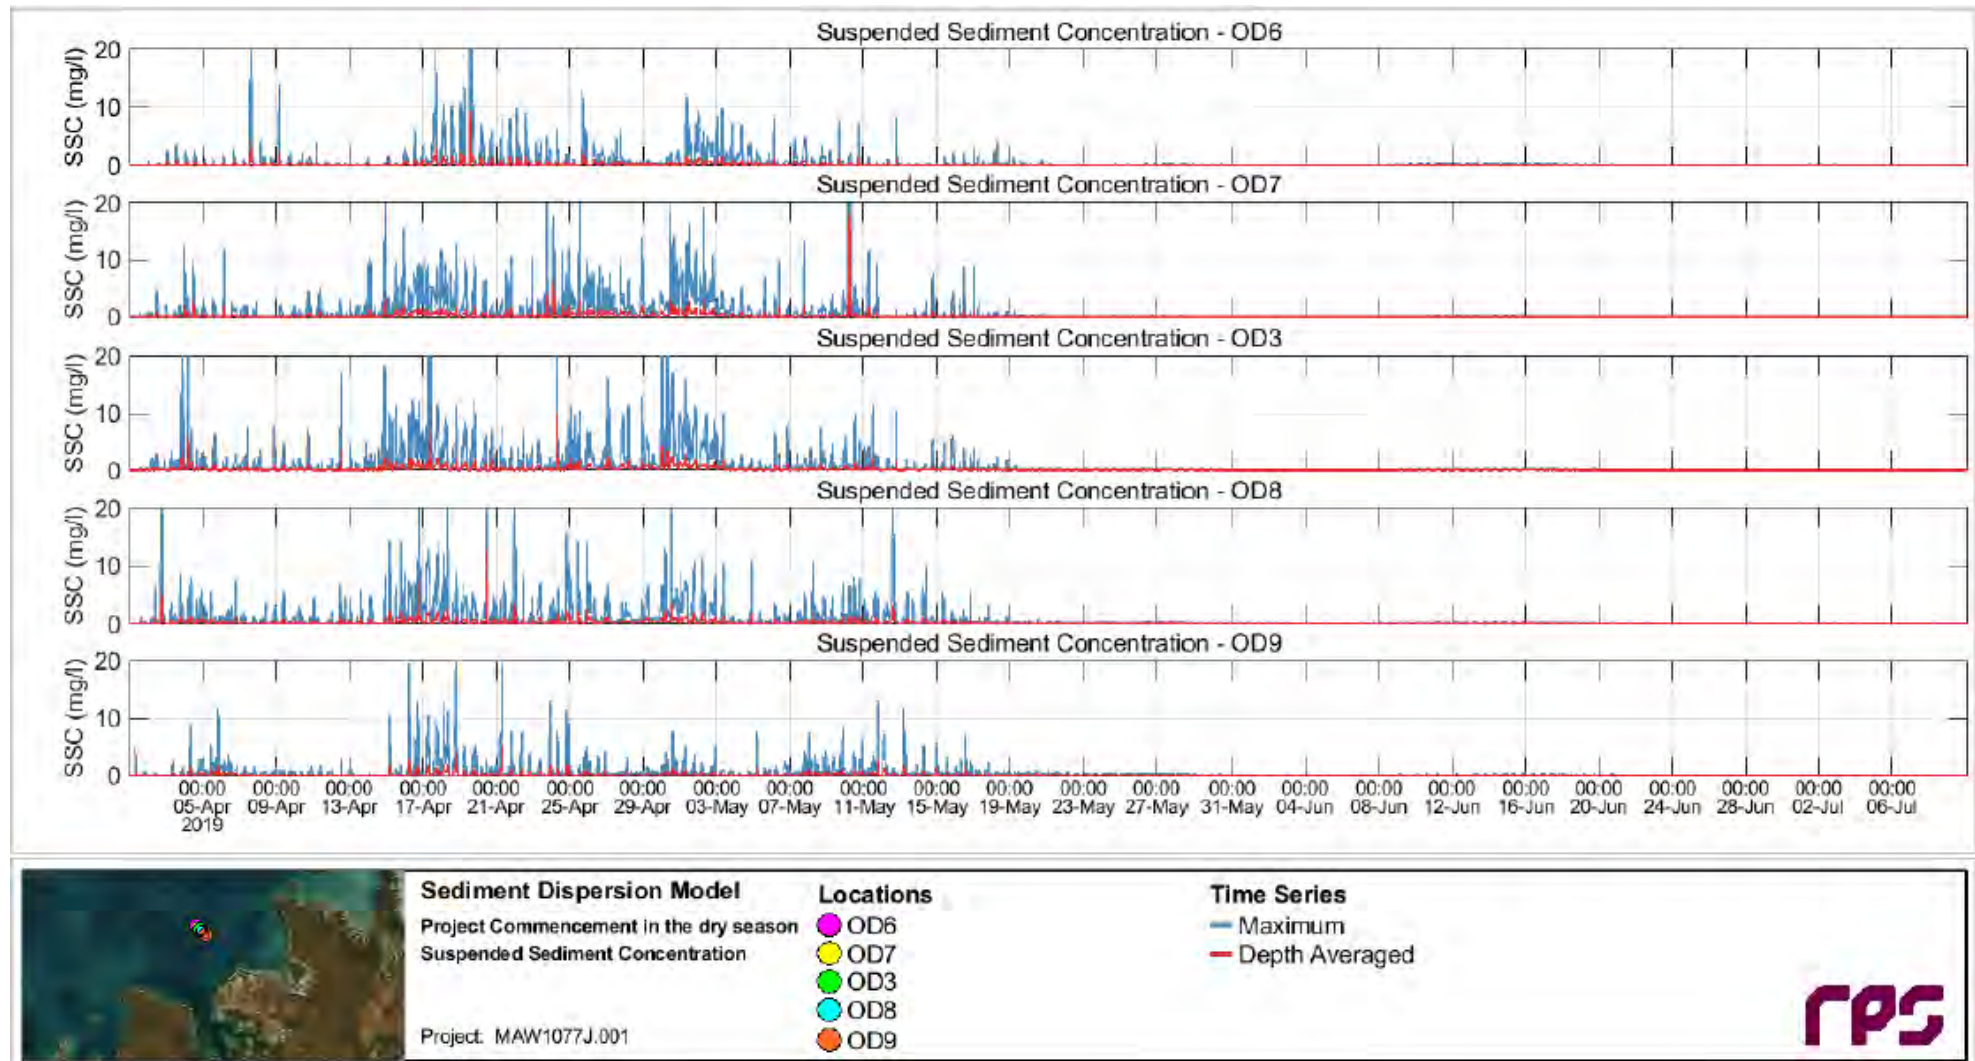 Suspended Sediment Concentration - OD6
SSC (mg/l)
20
10
0
Suspended Sediment Concentration - OD7
SSC (mg/l)
20
10
0
Suspended Sediment Concentration - OD3
SSC (mg/l)
20
10
0
Suspended Sediment Concentration - OD8
SSC (mg/l)
20
10
0
Suspended Sediment Concentration - OD9
SSC (mg/l)
20
10
0
00:00 00:00 00:00 00:00 00:00 00:00 00:00 00:00 00:00 00:00 00:00 00:00 00:00 00:00 00:00 00:00 00:00 00:00 00:00 00:00 00:00 00:00 00:00 00:00
05-Apr 09-Apr 13-Apr 17-Apr 21-Apr 25-Apr 29-Apr 03-May 07-May 11-May 15-May 19-May 23-May 27-May 31-May 04-Jun 08-Jun 12-Jun 16-Jun 20-Jun 24-Jun 28-Jun 02-Jul 06-Jul
2019
Sediment Dispersion Model
Project Commencement in the dry season
Suspended Sediment Concentration
Project: MAW1077J.001
Locations
OD6
OD7
OD3
OD8
OD9
Time Series
Maximum
Depth Averaged
rps